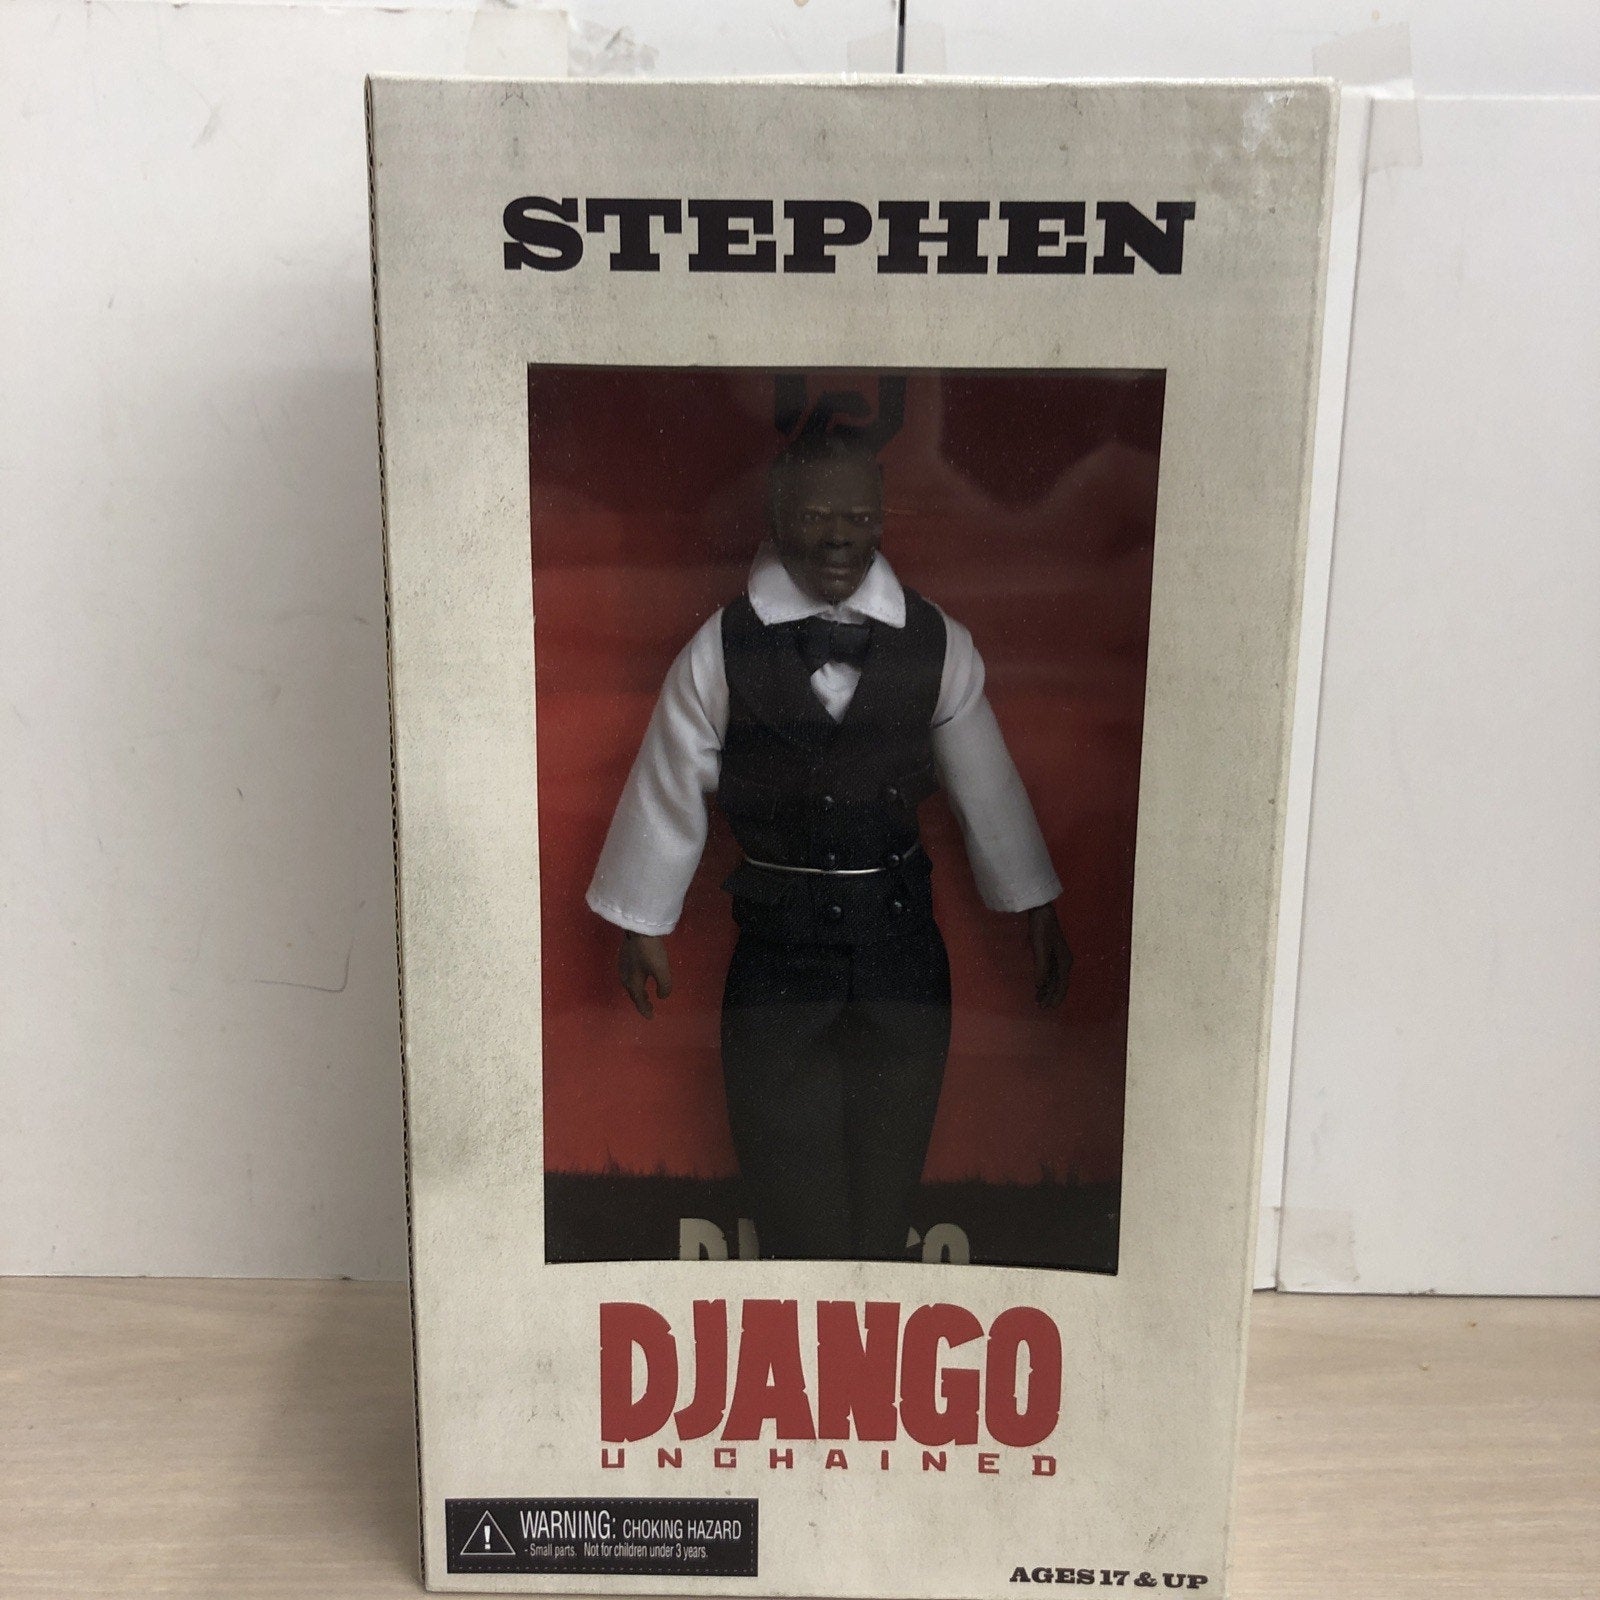 STEPHEN
DJANGO
UNCHAINED
WARNING: CHOKING HAZARD
- Small parts. Not for children under 3 years.
AGES 17 & UP